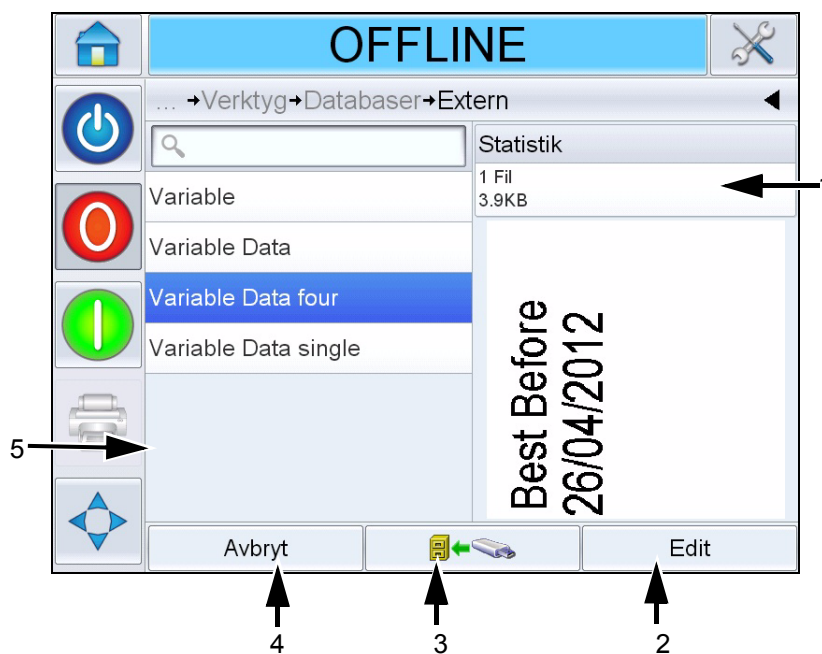 OFFLINE
... →Verktyg→Databaser→Extern
Statistik
1 Fil
3.9KB
Variable
Variable Data
Variable Data four
Variable Data single
Best Before
26/04/2012
5
Avbryt
Edit
4
3
2